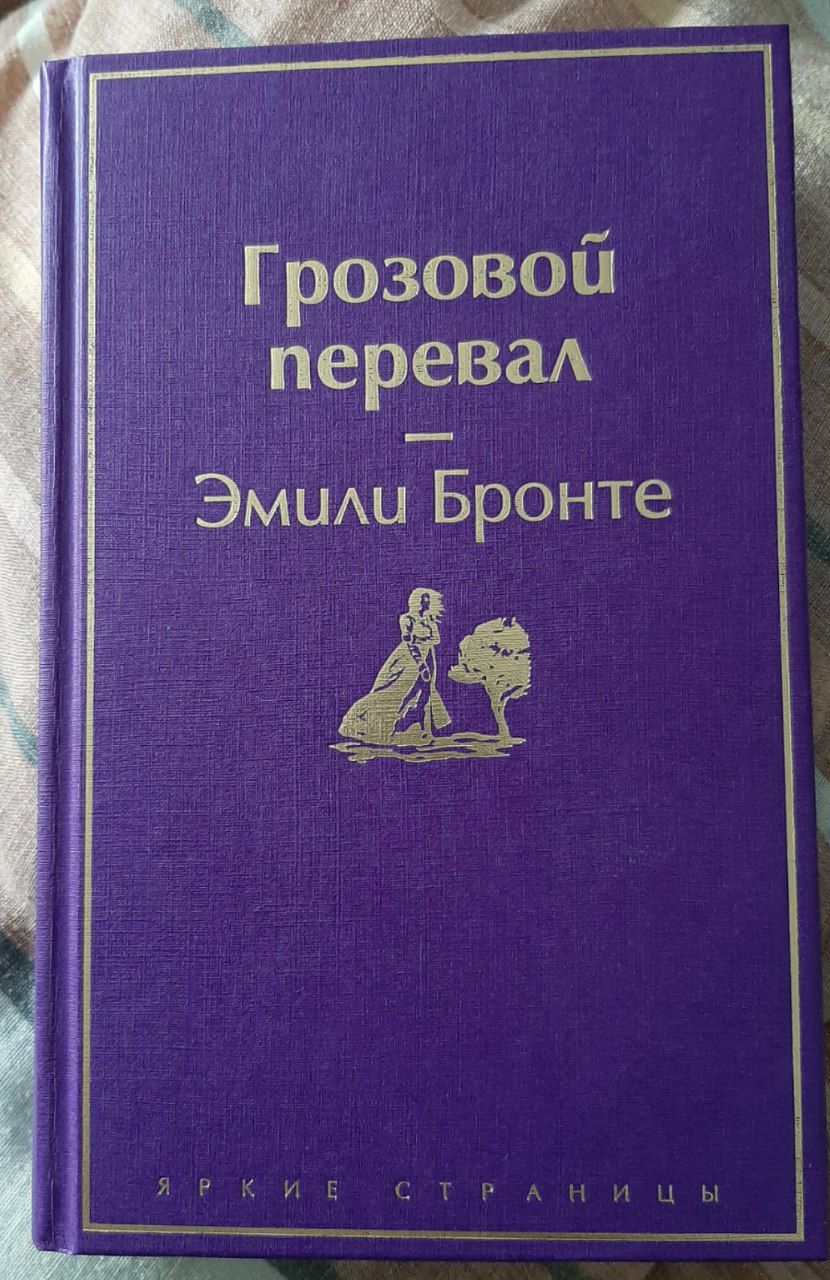 Грозовой
перевал
—
Эмили Бронте
ЯРКИЕ СТРАНИЦЫ